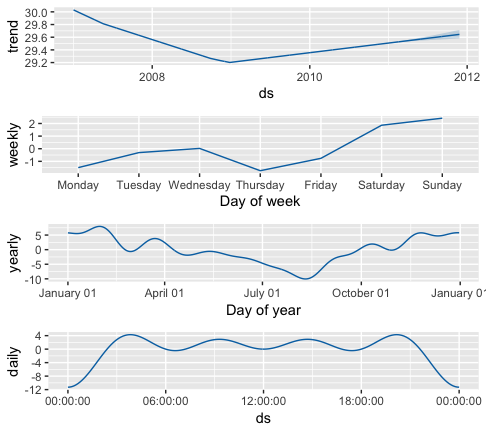 trend
30.0
29.8
29.6
29.4
29.2
2008 2010 2012
ds
weekly
2
1
0
-1
Monday Tuesday Wednesday Thursday Friday Saturday Sunday
Day of week
yearly
5
0
-5
-10
January 01 April 01 July 01 October 01 January 01
Day of year
daily
4
0
-4
-8
-12
00:00:00 06:00:00 12:00:00 18:00:00 00:00:00
ds